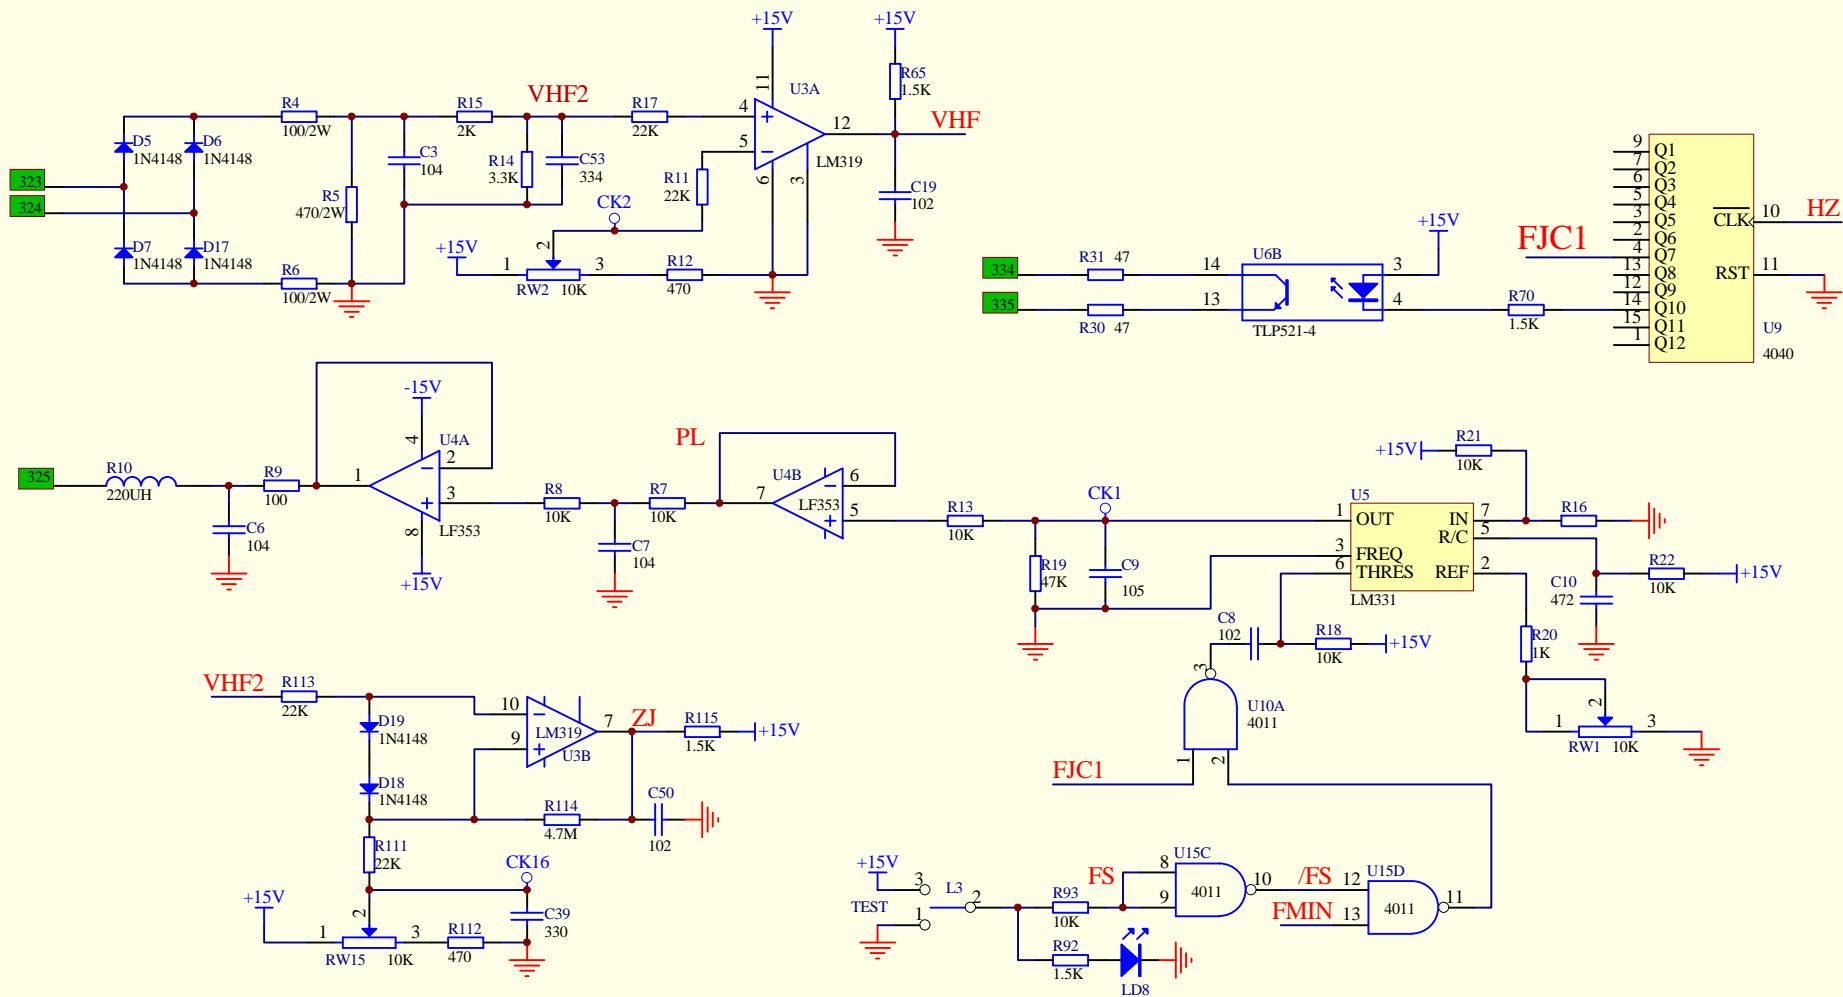 +15V
+15V
11
U3A
R65
1.5K
R4
100/2W
R15
2K
VHF2
R17
22K
4
5
12
VHF
LM319
6
3
D5
1N4148
D6
1N4148
C3
104
R14
3.3K
C53
334
R11
22K
C19
102
323
324
R5
470/2W
CK2
D7
1N4148
D17
1N4148
R6
100/2W
+15V
1
2
3
RW2
10K
R12
470
334
335
R31
47
R30
47
14
13
U6B
TLP521-4
3
4
+15V
R70
1.5K
FJC1
9
Q1
7
Q2
6
Q3
5
Q4
3
Q5
2
Q6
4
Q7
13
Q8
12
Q9
14
Q10
15
Q11
1
Q12
CLK
10
HZ
RST
11
U9
4040
-15V
4
U4A
2
3
1
8
LF353
+15V
325
R10
220UH
C6
104
R9
100
R8
10K
C7
104
R7
10K
PL
U4B
LF353
7
6
5
R13
10K
CK1
R19
47K
C9
105
U5
1
OUT
3
FREQ
6
THRES
IN
7
R/C
5
REF
2
LM331
+15V
R21
10K
R16
R22
10K
+15V
C10
472
R20
1K
C8
102
R18
10K
+15V
3
U10A
4011
1
2
FJC1
1
2
3
RW1
10K
VHF2
R113
22K
D19
1N4148
D18
1N4148
10
9
LM319
U3B
7
ZJ
R115
1.5K
+15V
R114
4.7M
C50
102
R111
22K
CK16
+15V
1
2
3
RW15
10K
R112
470
C39
330
+15V
3
TEST
1
L3
2
R93
10K
R92
1.5K
LD8
FS
8
9
U15C
4011
10
/FS
FMIN
12
13
U15D
4011
11